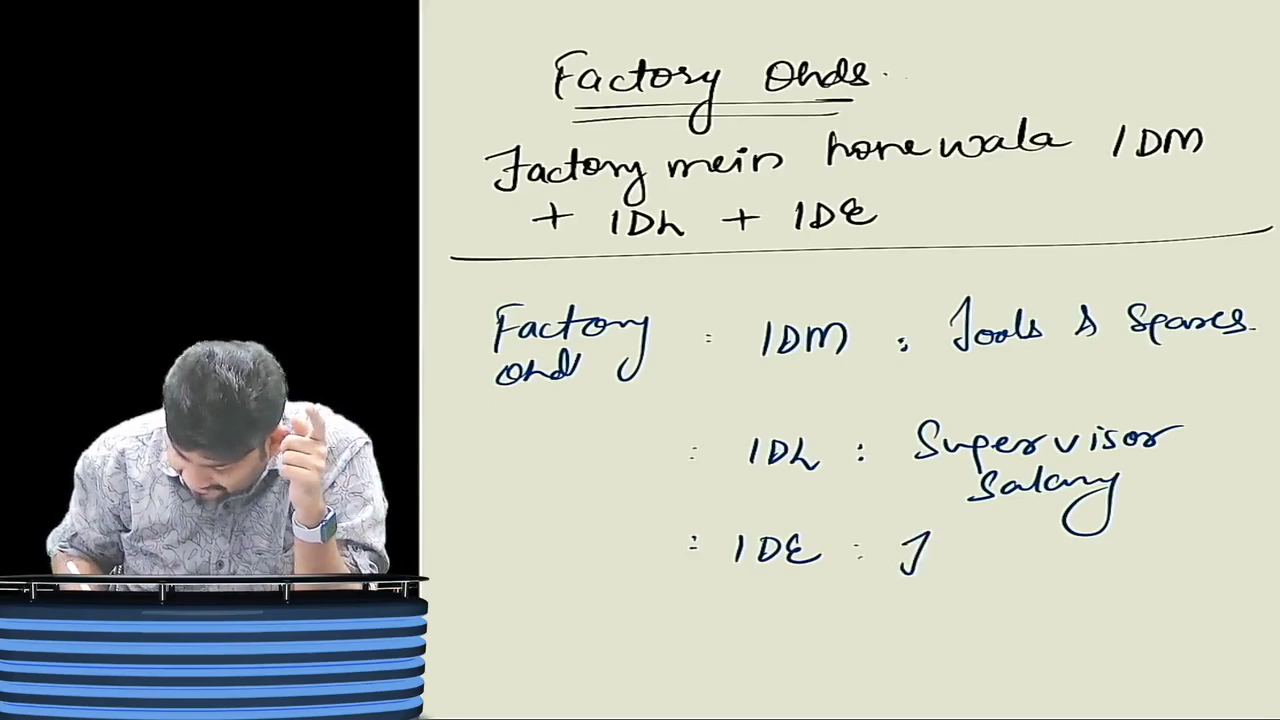 Factory Ohds.
Factory mein hone wala IDM
+ IDL + IDE
Factory : IDM : Tools & Spares.
Ohd
: IDL : Supervisor
Salary
: IDE : J